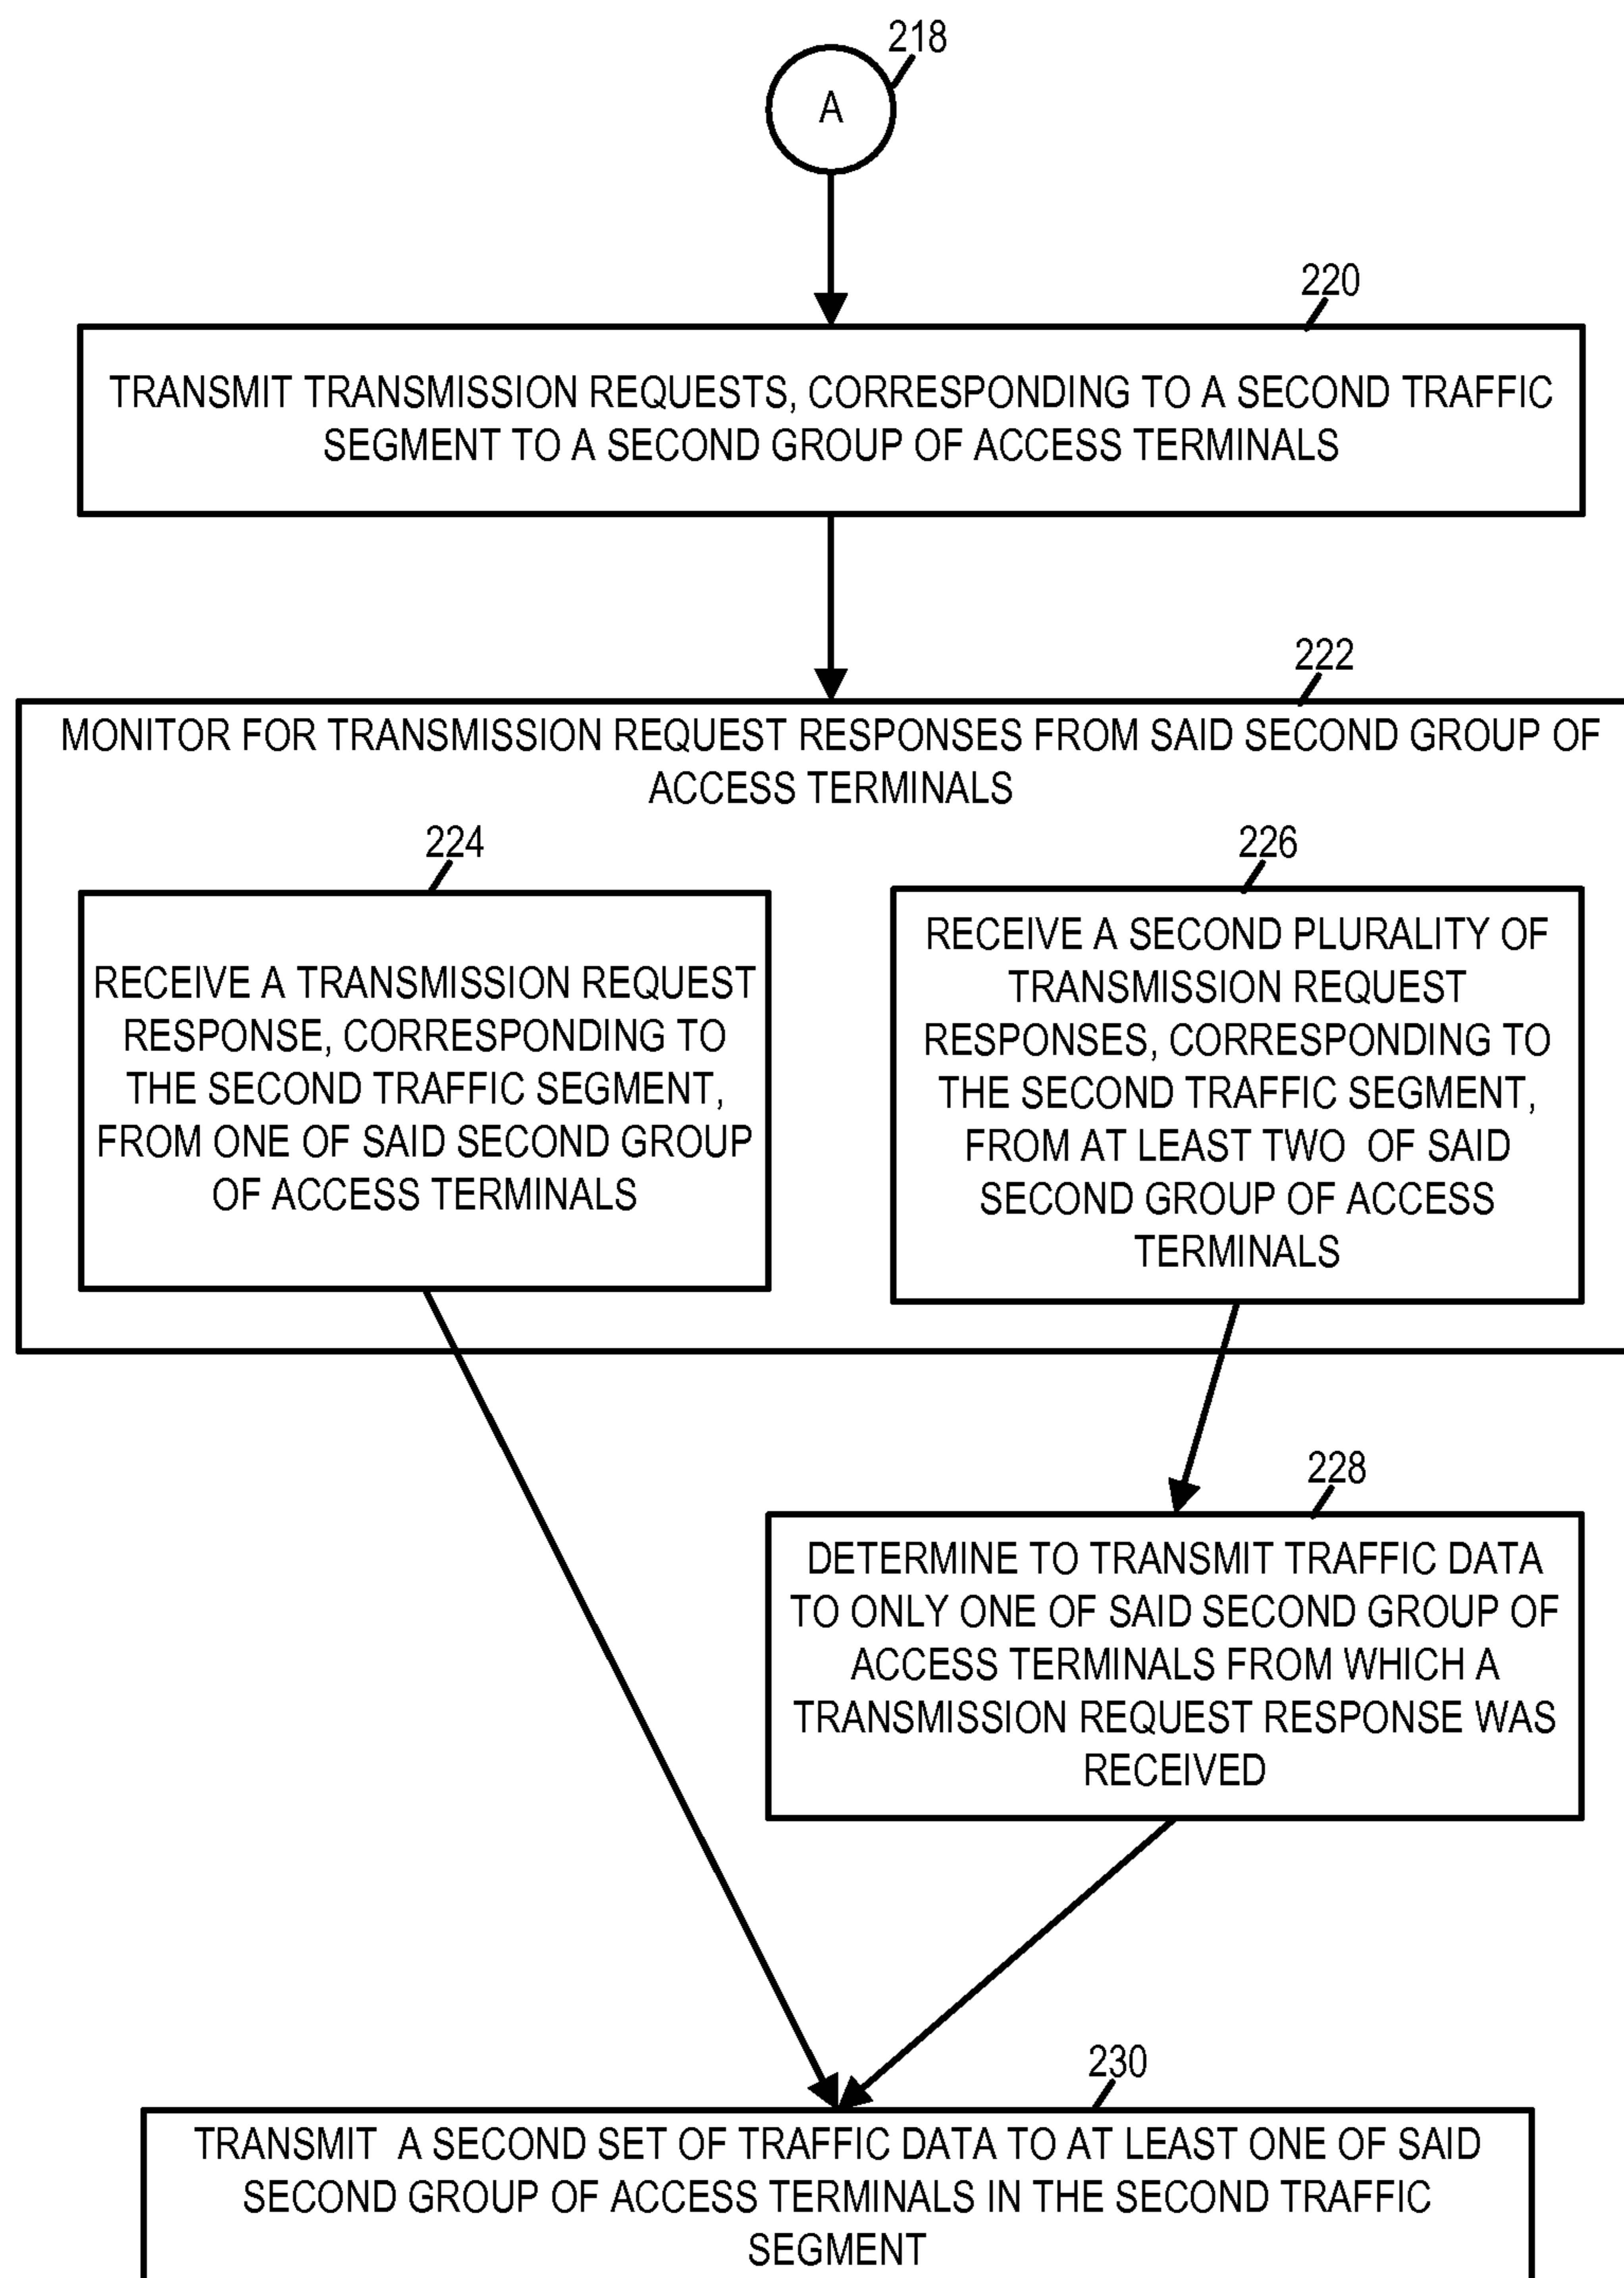 218
A
220
TRANSMIT TRANSMISSION REQUESTS, CORRESPONDING TO A SECOND TRAFFIC
SEGMENT TO A SECOND GROUP OF ACCESS TERMINALS
222
MONITOR FOR TRANSMISSION REQUEST RESPONSES FROM SAID SECOND GROUP OF
ACCESS TERMINALS
224
RECEIVE A TRANSMISSION REQUEST
RESPONSE, CORRESPONDING TO
THE SECOND TRAFFIC SEGMENT,
FROM ONE OF SAID SECOND GROUP
OF ACCESS TERMINALS
226
RECEIVE A SECOND PLURALITY OF
TRANSMISSION REQUEST
RESPONSES, CORRESPONDING TO
THE SECOND TRAFFIC SEGMENT,
FROM AT LEAST TWO OF SAID
SECOND GROUP OF ACCESS
TERMINALS
228
DETERMINE TO TRANSMIT TRAFFIC DATA
TO ONLY ONE OF SAID SECOND GROUP OF
ACCESS TERMINALS FROM WHICH A
TRANSMISSION REQUEST RESPONSE WAS
RECEIVED
230
TRANSMIT A SECOND SET OF TRAFFIC DATA TO AT LEAST ONE OF SAID
SECOND GROUP OF ACCESS TERMINALS IN THE SECOND TRAFFIC
SEGMENT